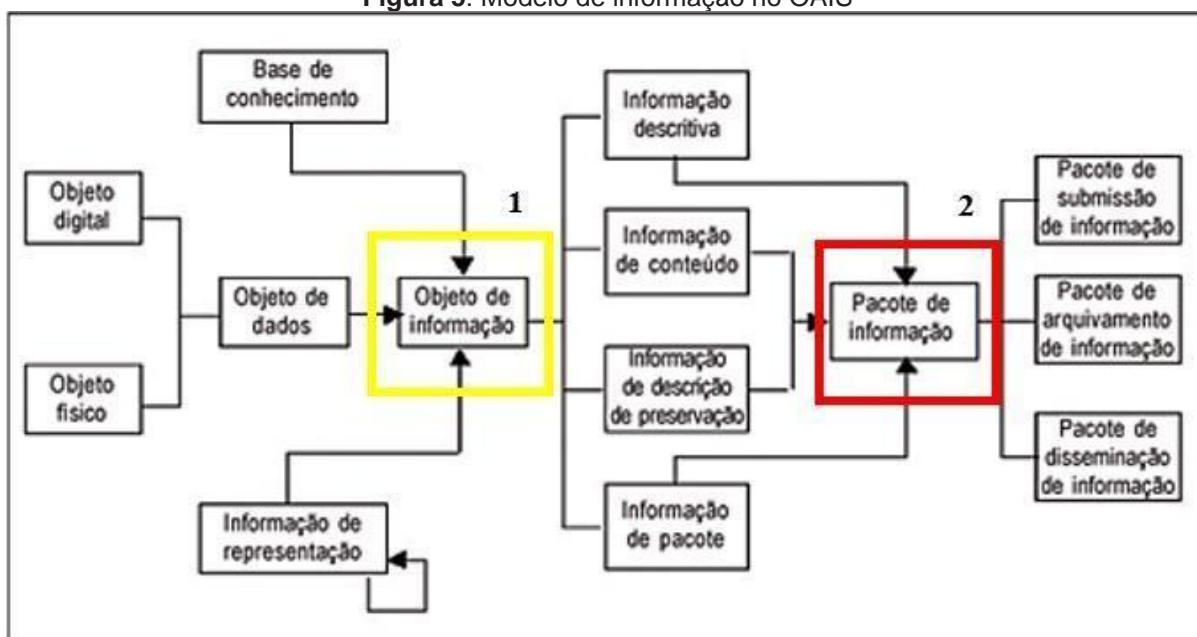 Figura 3. Modelo de informação no OAIS
Base de
conhecimento
Objeto
digital
Objeto
físico
Objeto de
dados
1
Objeto de
informação
Informação de
representação
Informação
descritiva
Informação
de conteúdo
Informação
de descrição
de preservação
Informação
de pacote
2
Pacote de
informação
Pacote de
submissão
de informação
Pacote de
arquivamento
de informação
Pacote de
disseminação
de informação